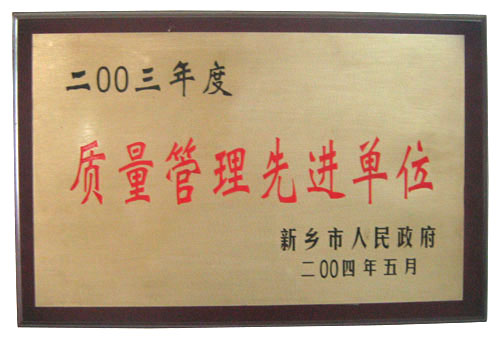 二00三年度
质量管理先进单位
新乡市人民政府
二00四年五月